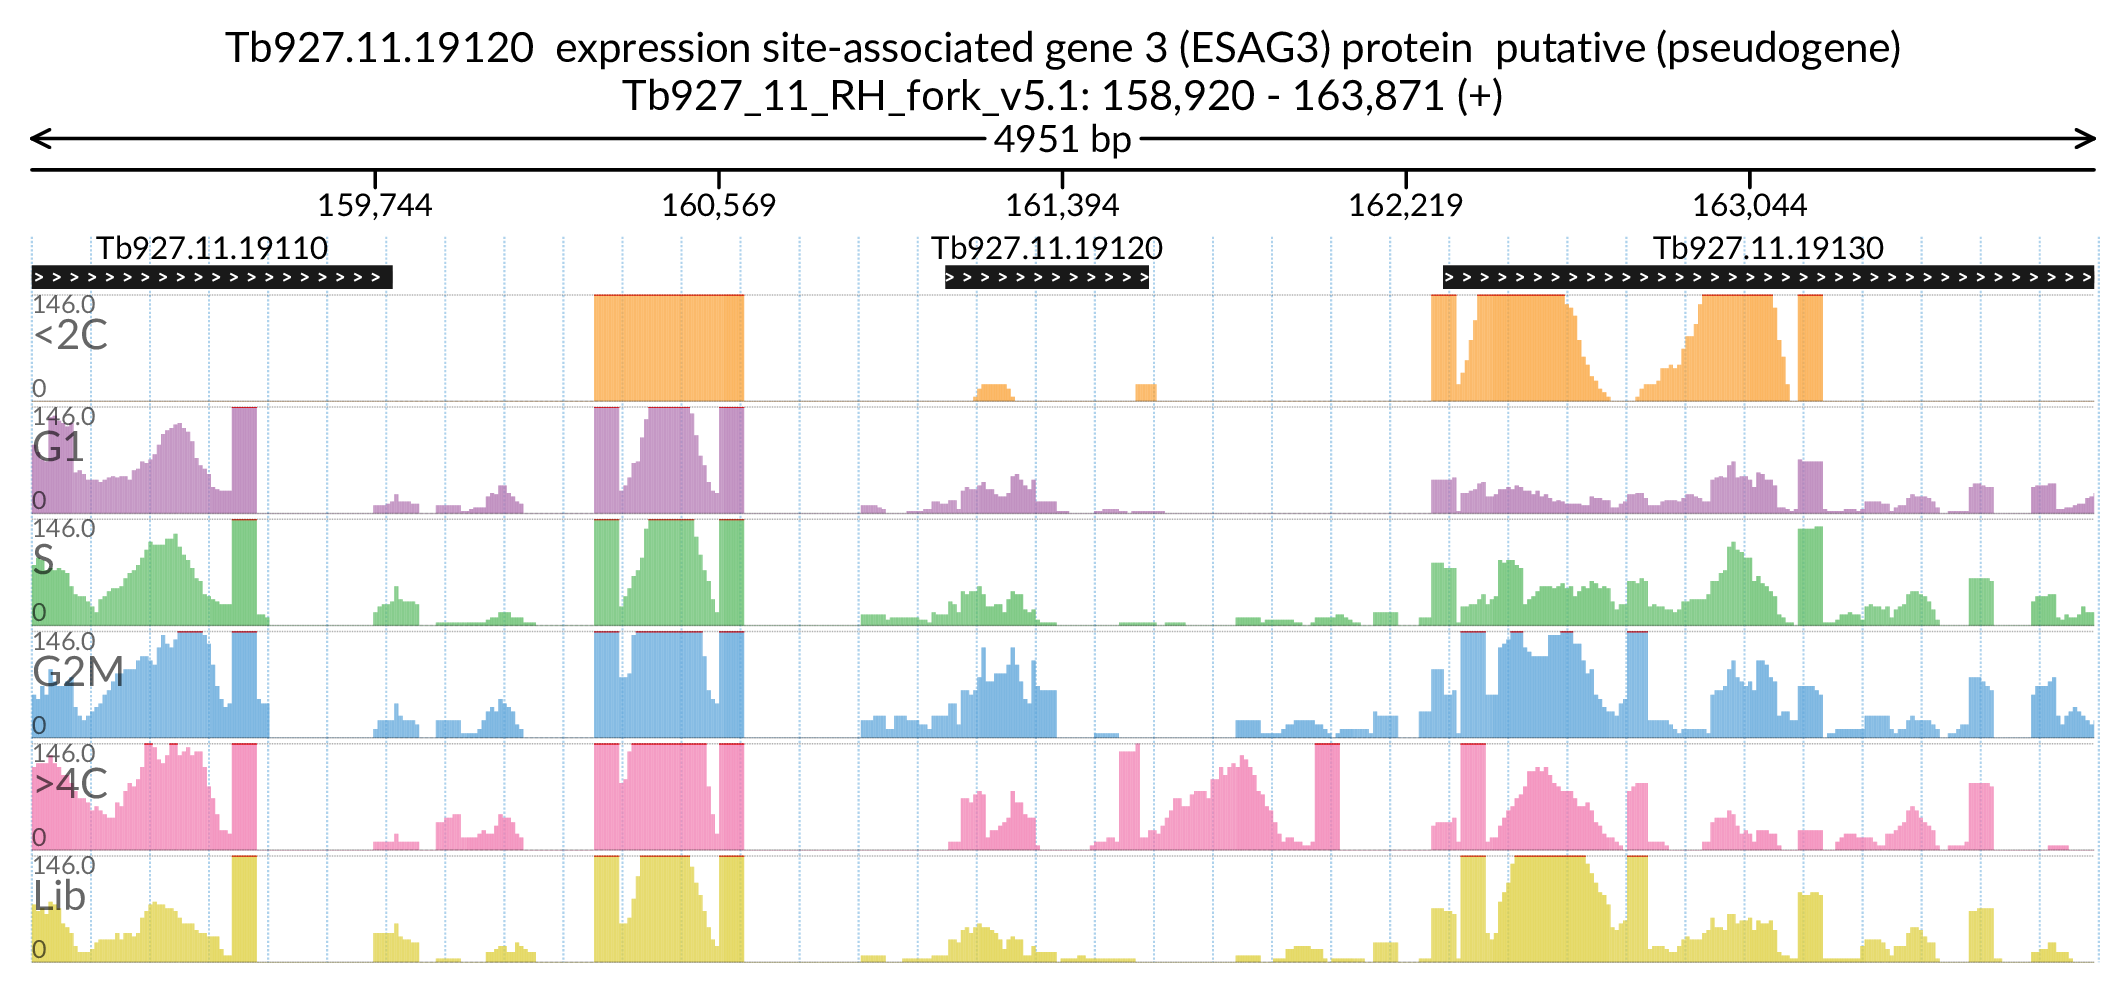 Tb927.11.19120  expression site-associated gene 3 (ESAG3) protein  putative (pseudogene)
Tb927_11_RH_fork_v5.1: 158,920 - 163,871 (+)
4951 bp
159,744 160,569 161,394 162,219 163,044
Tb927.11.19110 Tb927.11.19120 Tb927.11.19130
146.0
<2C
0
146.0
G1
0
146.0
S
0
146.0
G2M
0
146.0
>4C
0
146.0
Lib
0